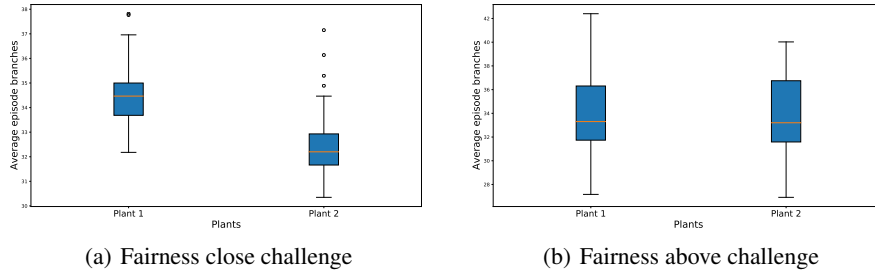 38
37
36
35
34
33
32
31
30
Average episode branches
Plant 1
Plant 2
Plants
(a) Fairness close challenge
42
40
38
36
34
32
30
28
Average episode branches
Plant 1
Plant 2
Plants
(b) Fairness above challenge